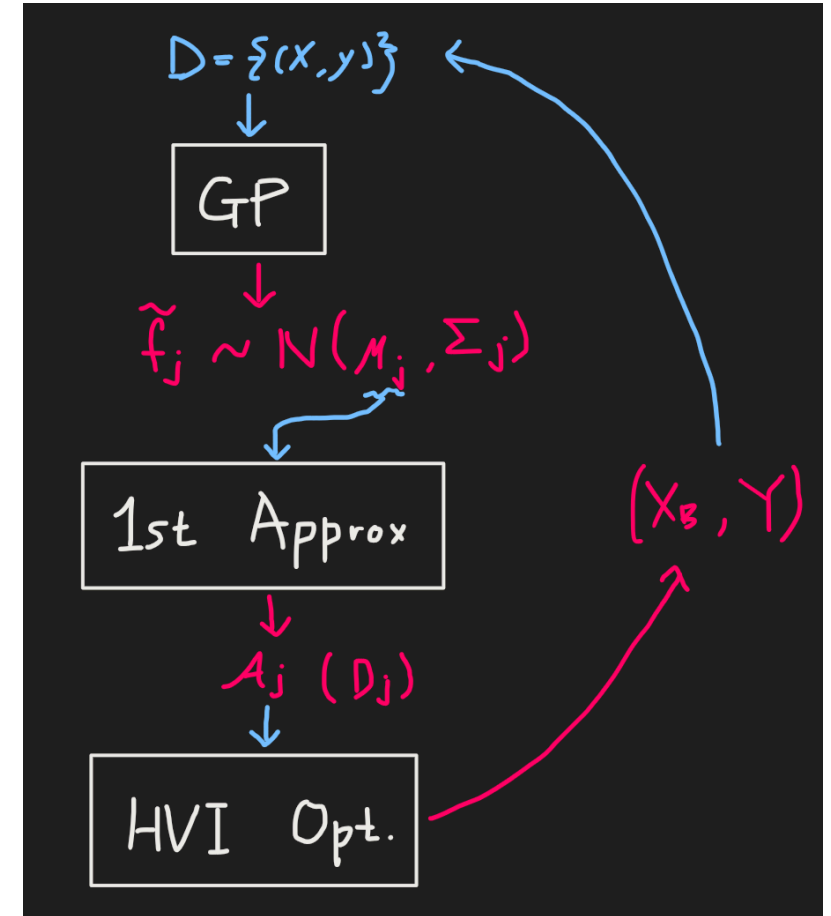 D = {(X, y)}
GP
f̃j ~ N(μj, Σj)
1st Approx
(XB, Y)
Aj (Dj)
HVI Opt.